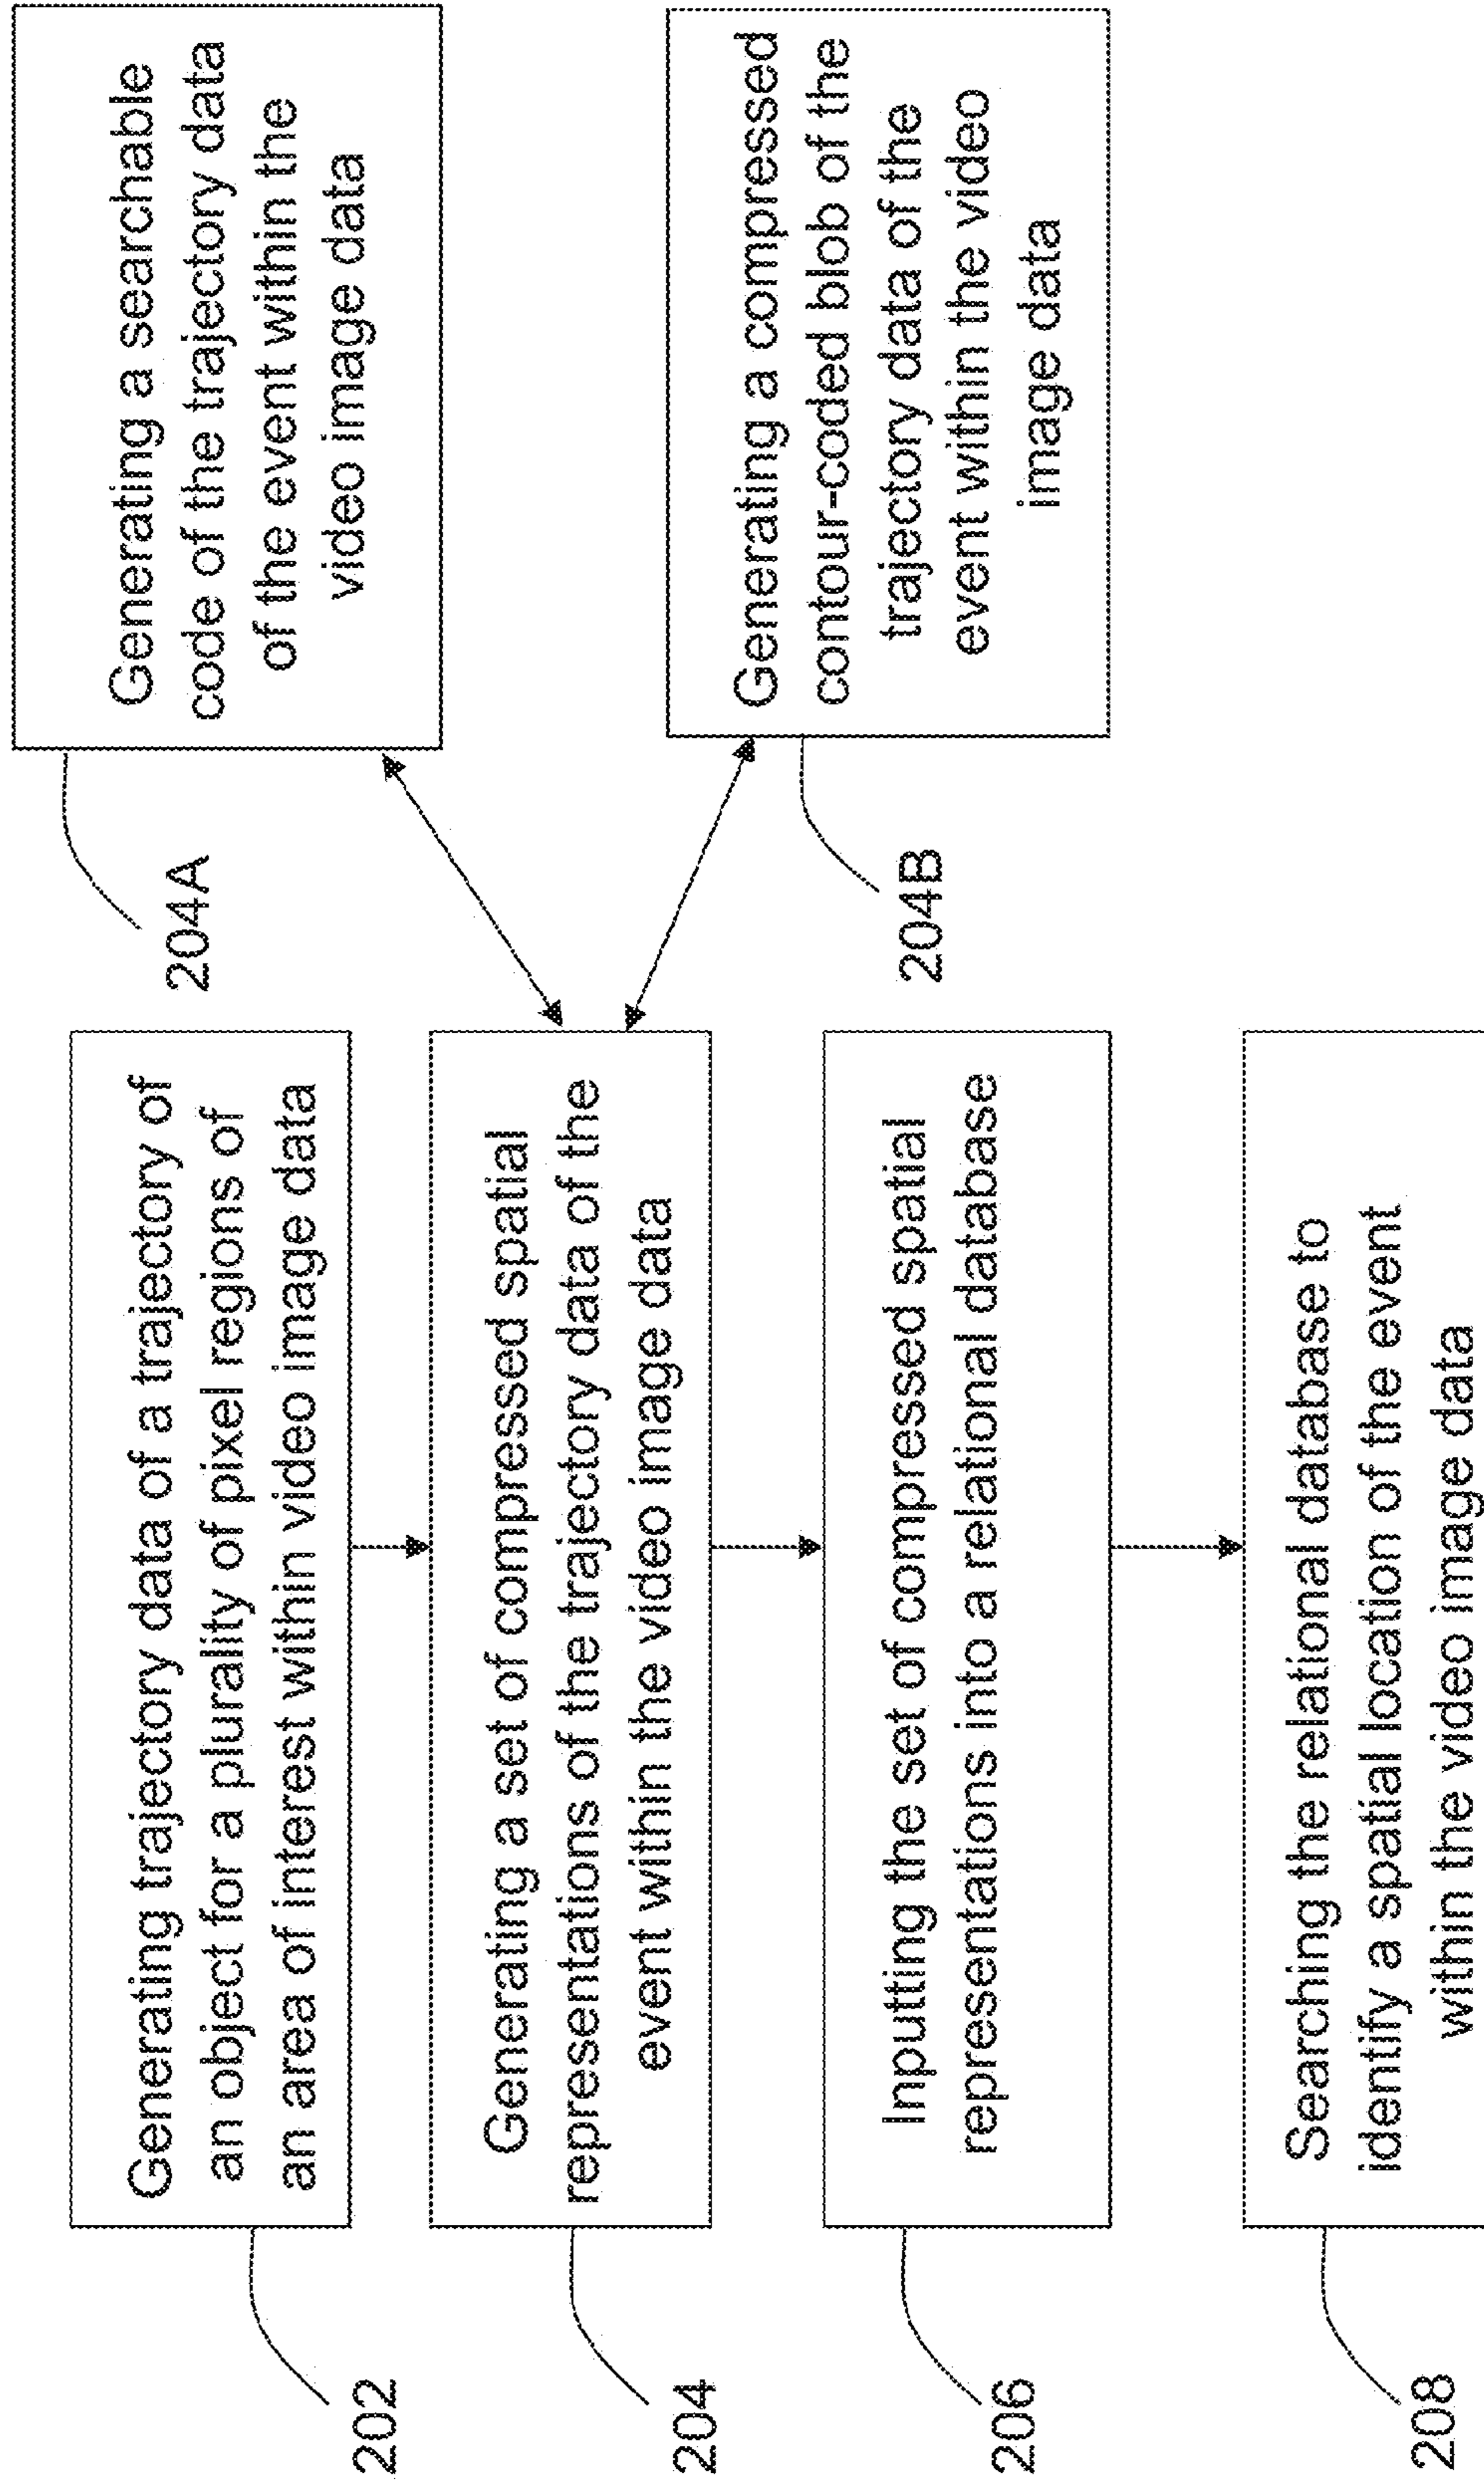 202
Generating trajectory data of a trajectory of
an object for a plurality of pixel regions of
an area of interest within video image data
204
Generating a set of compressed spatial
representations of the trajectory data of the
event within the video image data
204A
Generating a searchable
code of the trajectory data
of the event within the
video image data
204B
Generating a compressed
contour-coded blob of the
trajectory data of the
event within the video
image data
206
Inputting the set of compressed spatial
representations into a relational database
208
Searching the relational database to
identify a spatial location of the event
within the video image data